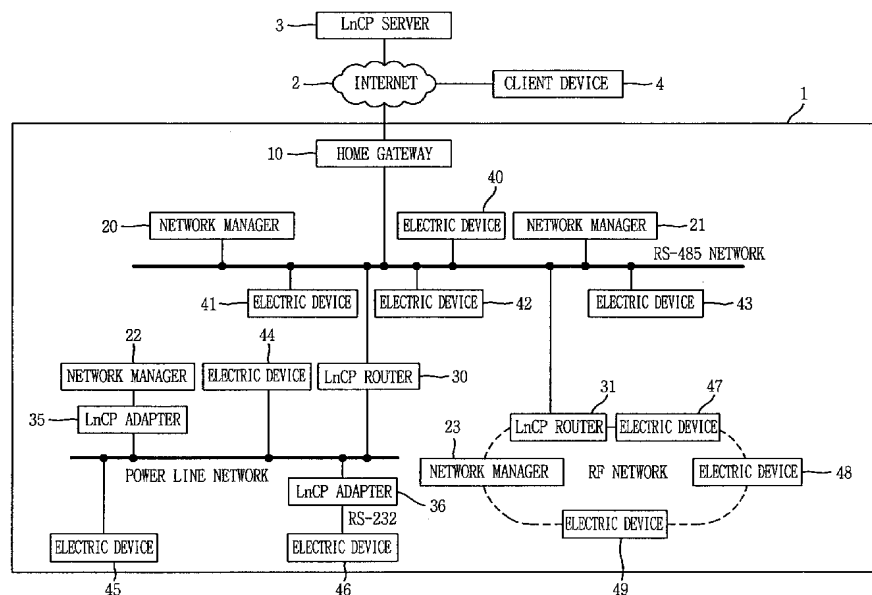 3
LnCP SERVER
2
INTERNET
CLIENT DEVICE
4
1
10
HOME GATEWAY
40
20
NETWORK MANAGER
ELECTRIC DEVICE
NETWORK MANAGER
21
RS-485 NETWORK
41
ELECTRIC DEVICE
ELECTRIC DEVICE
42
ELECTRIC DEVICE
43
22
44
NETWORK MANAGER
ELECTRIC DEVICE
LnCP ROUTER
30
35
LnCP ADAPTER
31
47
23
LnCP ROUTER
ELECTRIC DEVICE
POWER LINE NETWORK
NETWORK MANAGER
RF NETWORK
ELECTRIC DEVICE
48
LnCP ADAPTER
36
RS-232
ELECTRIC DEVICE
ELECTRIC DEVICE
ELECTRIC DEVICE
45
46
49